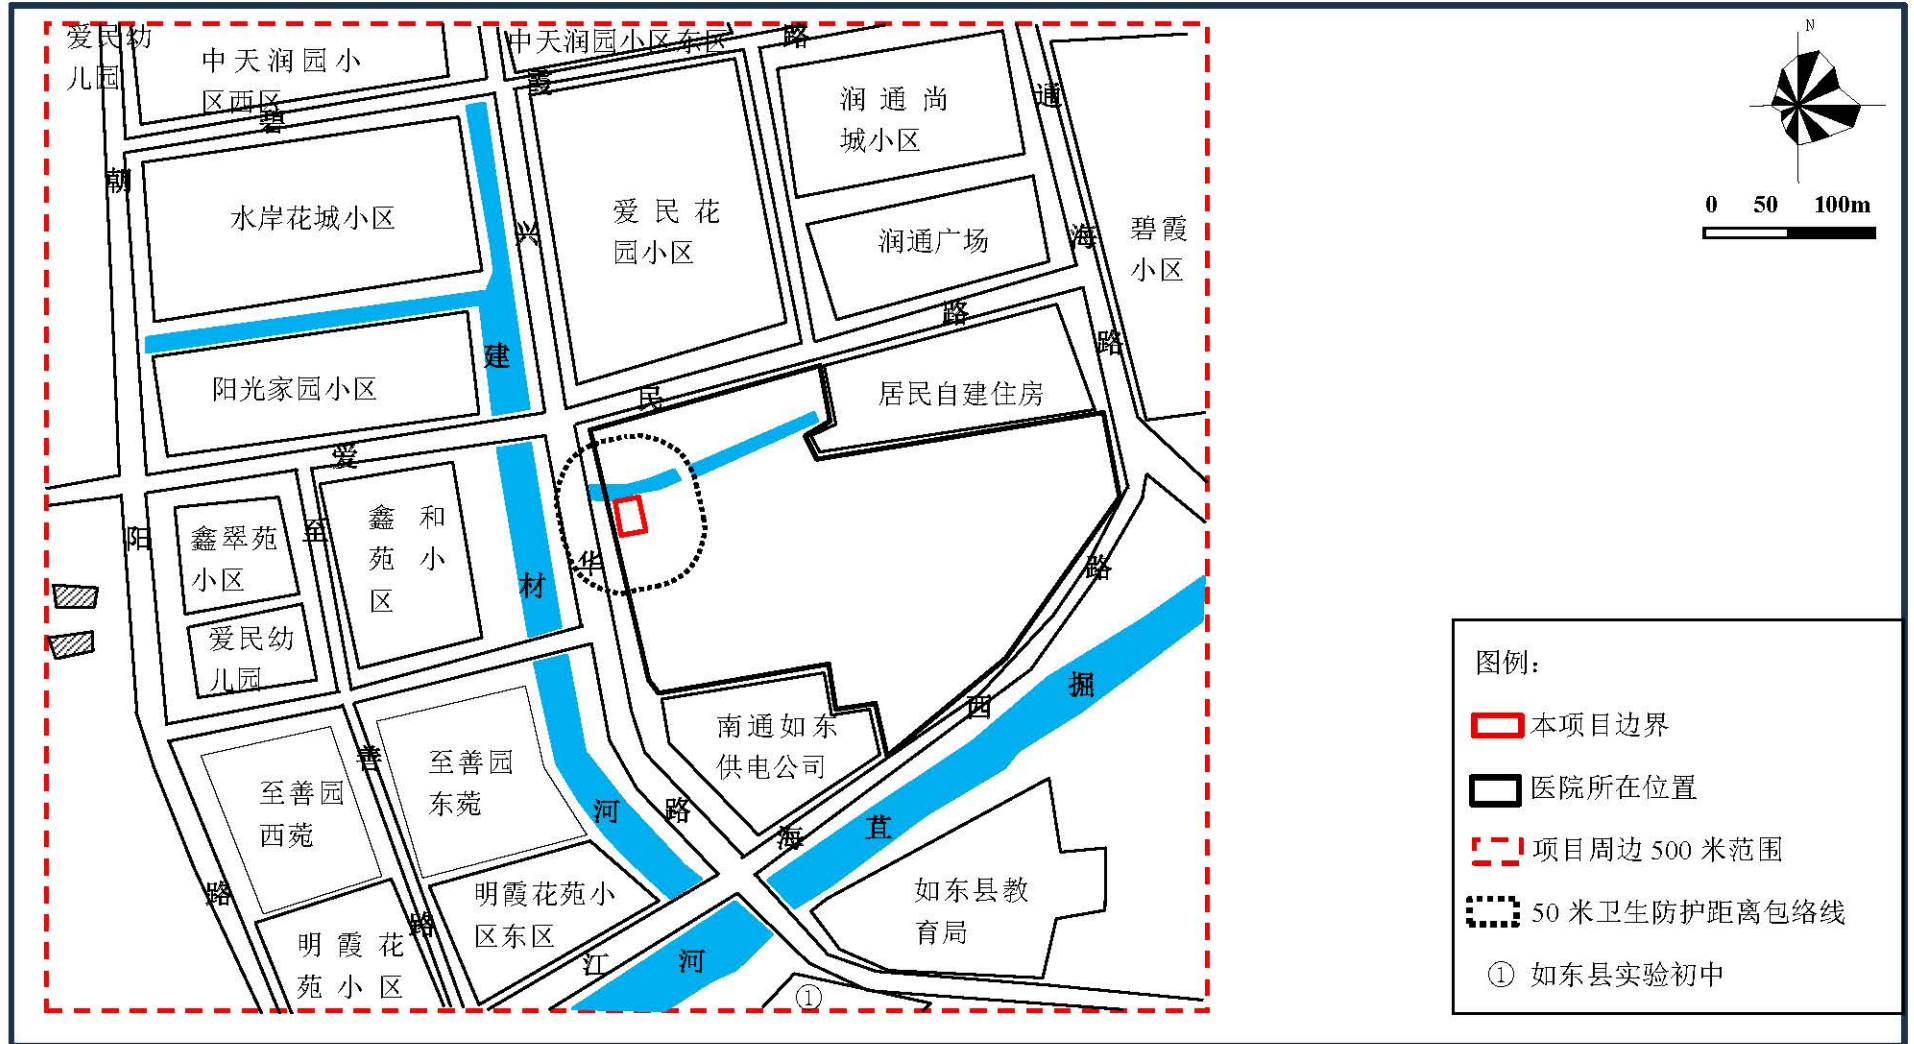 爱民幼
儿园
中天润园小
区西区
中天润园小区东区
路
霞
碧
润通尚
城小区
通
N
0 50 100m
朝
水岸花城小区
兴
爱民花
园小区
润通广场
海
碧霞
小区
路
路
建
阳光家园小区
民
居民自建住房
爱
阳
鑫翠苑
小区
至
鑫和
苑小
区
材
华
路
爱民幼
儿园
掘
西
南通如东
供电公司
善
至善园
东菀
至善园
西菀
河
路
海
苴
路
明霞花苑小
区东区
路
明霞花
苑小区
江
河
如东县教
育局
①
图例：
本项目边界
医院所在位置
项目周边 500 米范围
50 米卫生防护距离包络线
① 如东县实验初中